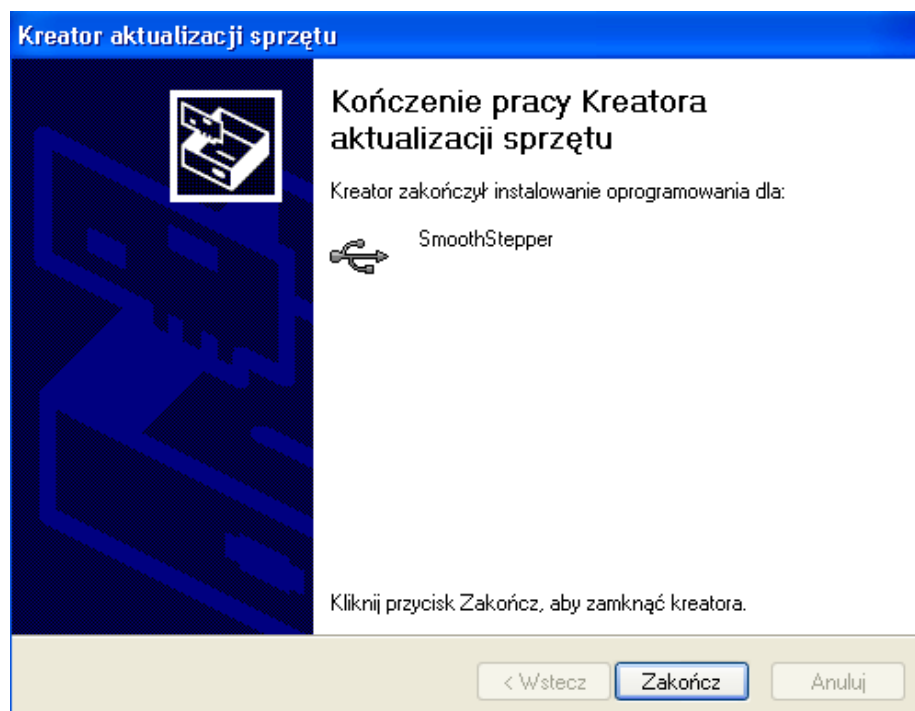 Kreator aktualizacji sprzętu
Kończenie pracy Kreatora
aktualizacji sprzętu
Kreator zakończył instalowanie oprogramowania dla:
SmoothStepper
Kliknij przycisk Zakończ, aby zamknąć kreatora.
< Wstecz
Zakończ
Anuluj